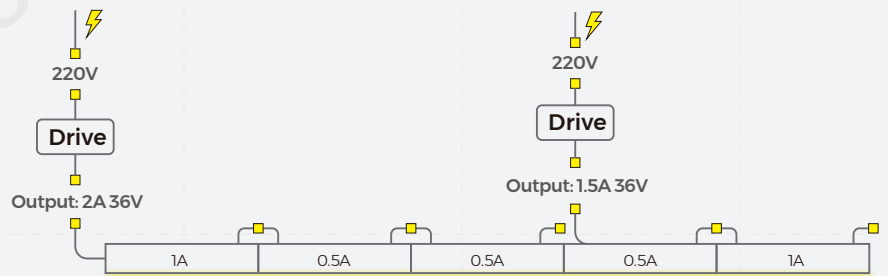 220V
Drive
Output: 2A 36V
220V
Drive
Output: 1.5A 36V
1A
0.5A
0.5A
0.5A
1A